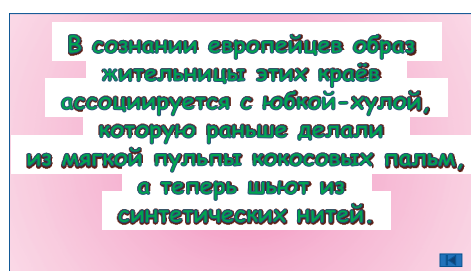 В сознании европейцев образ
жительницы этих краёв
ассоциируется с юбкой-хулой,
которую раньше делали
из мягкой пульпы кокосовых пальм,
а теперь шьют из
синтетических нитей.